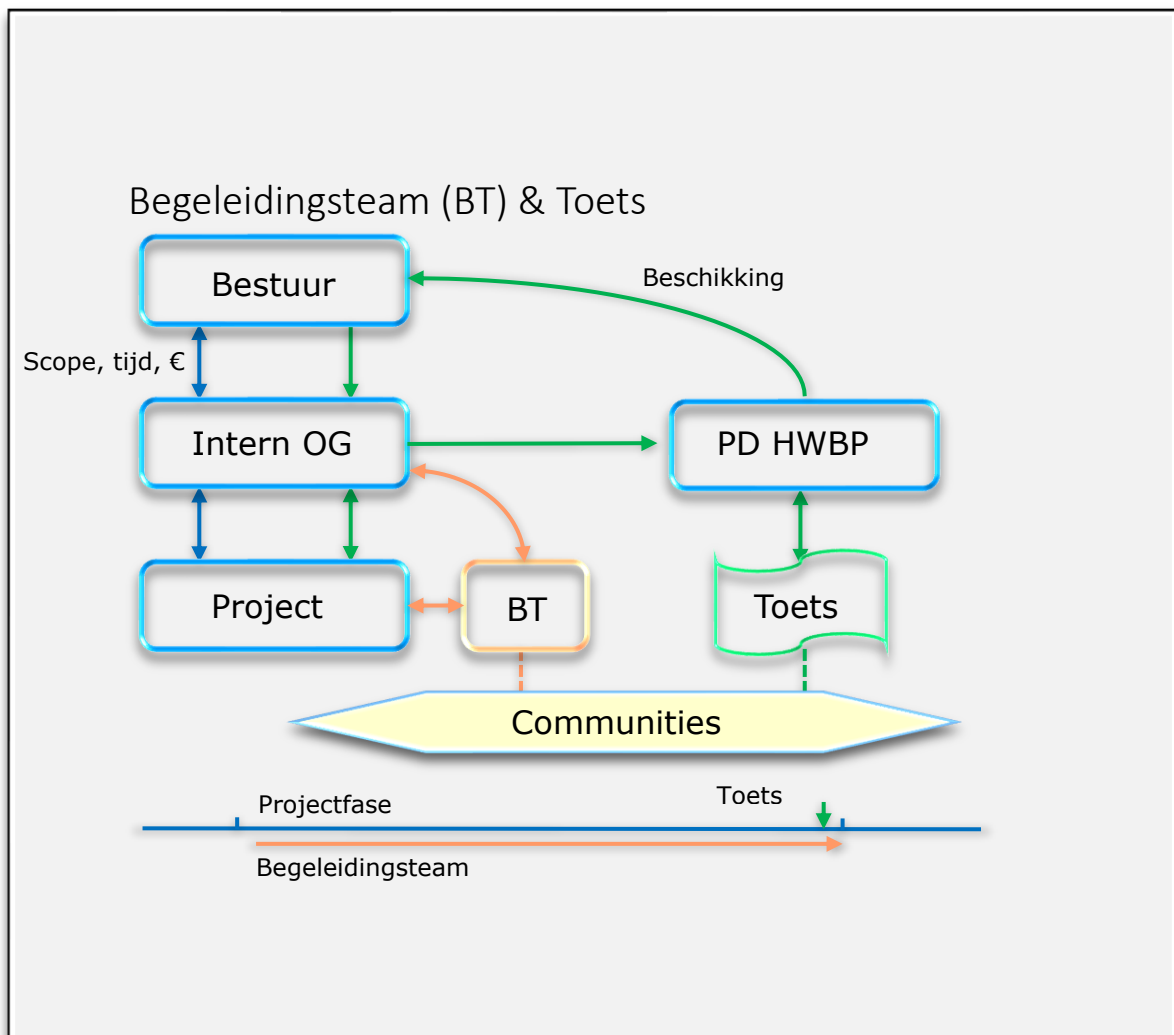 Begeleidingsteam (BT) & Toets
Bestuur
Beschikking
Scope, tijd, €
Intern OG
PD HWBP
Project
BT
Toets
Communities
Projectfase
Toets
Begeleidingsteam